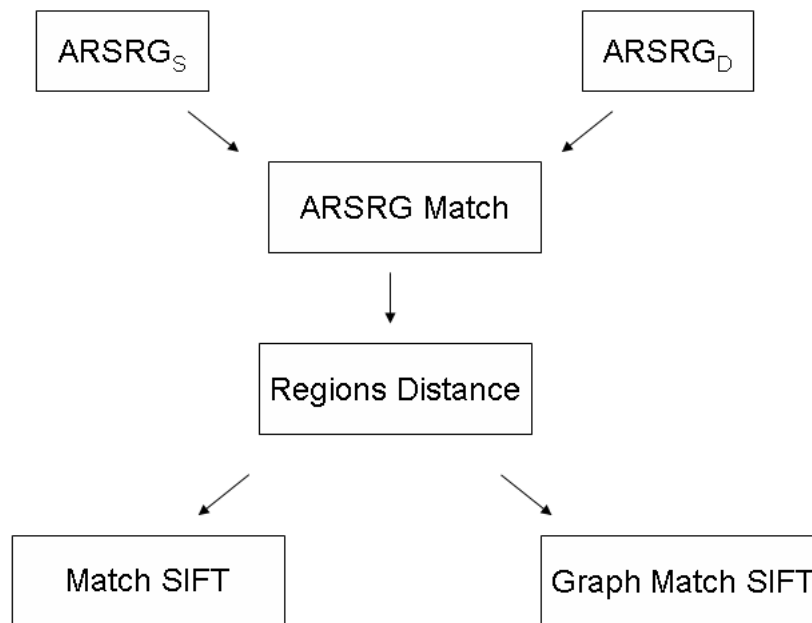 ARSRG_S
ARSRG_D
ARSRG Match
Regions Distance
Match SIFT
Graph Match SIFT